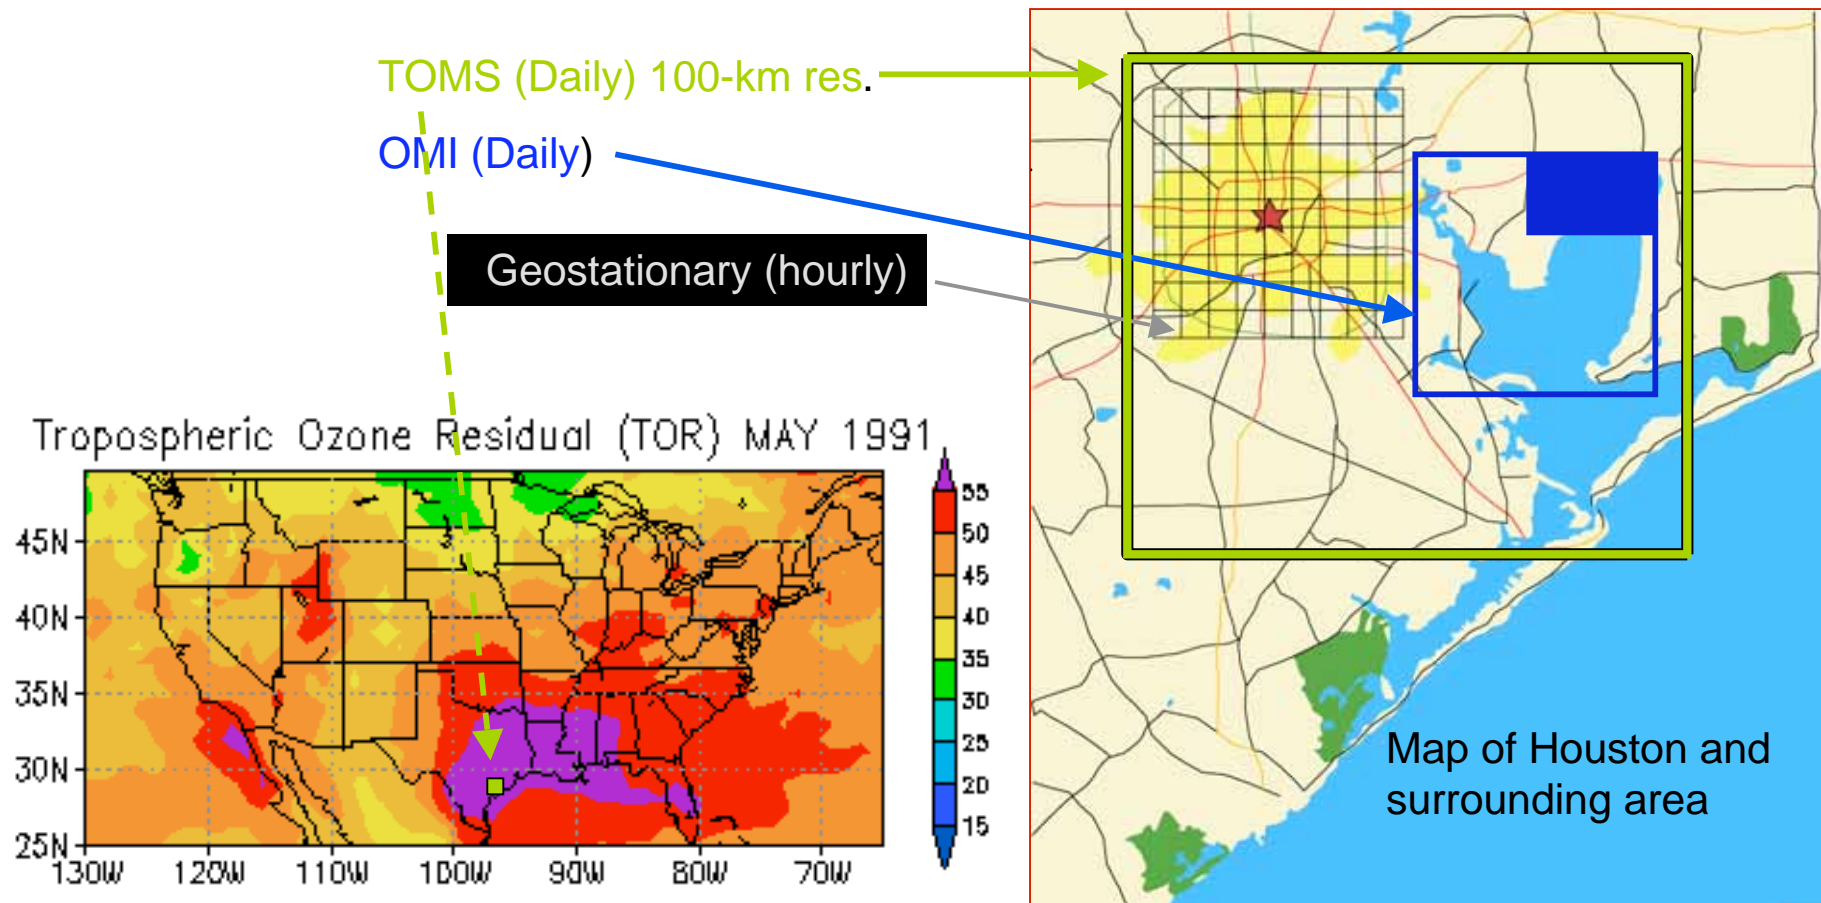 TOMS (Daily) 100-km res.
OMI (Daily)
Geostationary (hourly)
Tropospheric Ozone Residual (TOR) MAY 1991
55
50
45
40
35
30
25
20
15
45N
40N
35N
30N
25N
130W 120W 110W 100W 90W 80W 70W
Map of Houston and
surrounding area